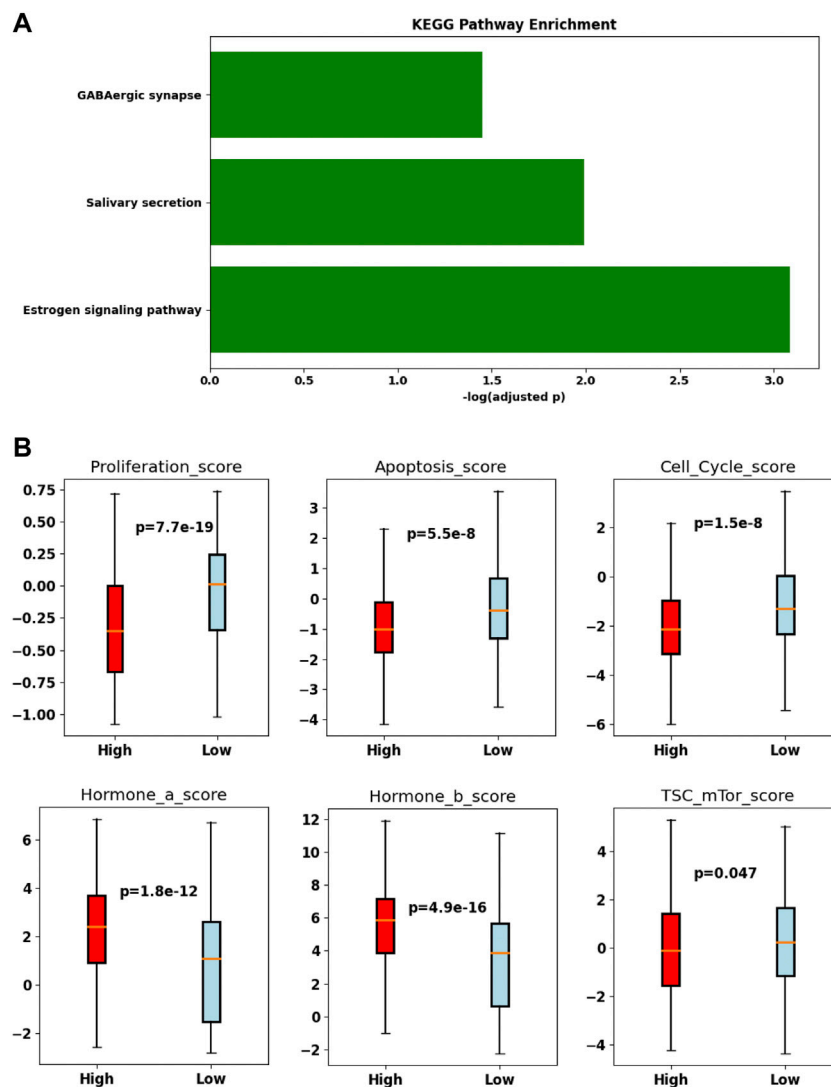 A
KEGG Pathway Enrichment
GABAergic synapse
Salivary secretion
Estrogen signaling pathway
0.0 0.5 1.0 1.5 2.0 2.5 3.0
-log(adjusted p)
B
Proliferation_score
0.75
0.50
0.25
0.00
−0.25
−0.50
−0.75
−1.00
p=7.7e-19
High Low
Apoptosis_score
3
2
1
0
−1
−2
−3
−4
p=5.5e-8
High Low
Cell_Cycle_score
2
0
−2
−4
−6
p=1.5e-8
High Low
Hormone_a_score
6
4
2
0
−2
p=1.8e-12
High Low
Hormone_b_score
12
10
8
6
4
2
0
−2
p=4.9e-16
High Low
TSC_mTor_score
4
2
0
−2
−4
p=0.047
High Low